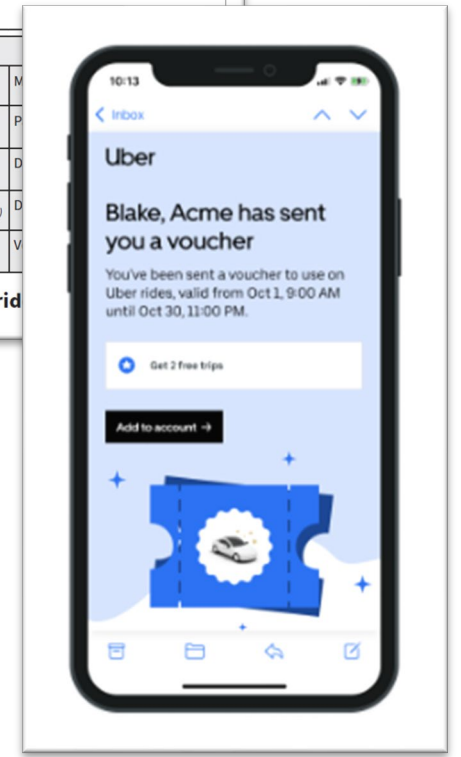 M
P
D
D
V
rid
10:13
Inbox
Uber
Blake, Acme has sent
you a voucher
You've been sent a voucher to use on
Uber rides, valid from Oct 1, 9:00 AM
until Oct 30, 11:00 PM.
Get 2 free trips
Add to account →